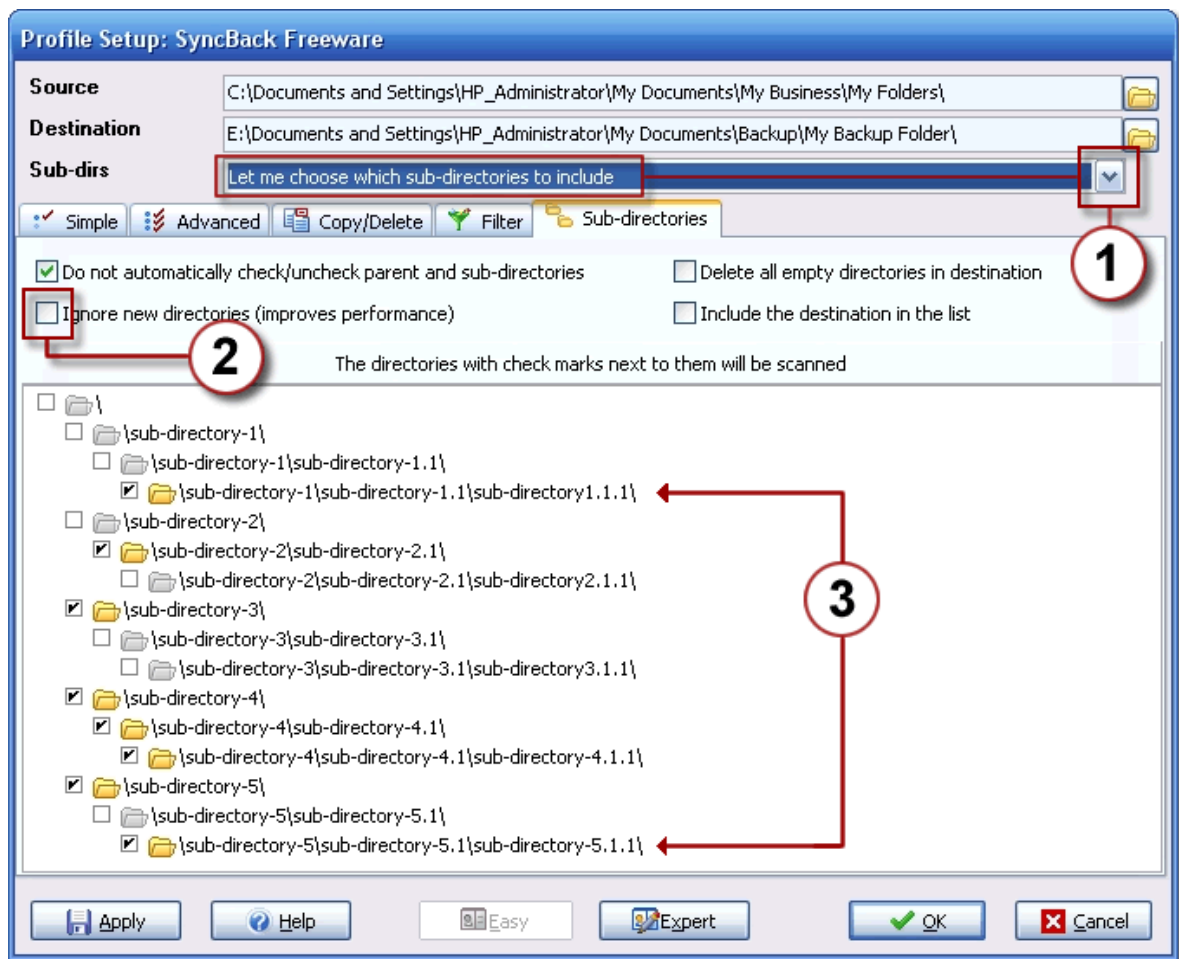 Profile Setup: SyncBack Freeware
Source
C:\Documents and Settings\HP_Administrator\My Documents\My Business\My Folders\
Destination
E:\Documents and Settings\HP_Administrator\My Documents\Backup\My Backup Folder\
Sub-dirs
Let me choose which sub-directories to include
Simple Advanced Copy/Delete Filter Sub-directories
1
Do not automatically check/uncheck parent and sub-directories
Delete all empty directories in destination
Ignore new directories (improves performance)
Include the destination in the list
2
The directories with check marks next to them will be scanned
\
\sub-directory-1\
\sub-directory-1\sub-directory-1.1\
\sub-directory-1\sub-directory-1.1\sub-directory1.1.1\
\sub-directory-2\
\sub-directory-2\sub-directory-2.1\
\sub-directory-2\sub-directory-2.1\sub-directory2.1.1\
3
\sub-directory-3\
\sub-directory-3\sub-directory-3.1\
\sub-directory-3\sub-directory-3.1\sub-directory3.1.1\
\sub-directory-4\
\sub-directory-4\sub-directory-4.1\
\sub-directory-4\sub-directory-4.1\sub-directory-4.1.1\
\sub-directory-5\
\sub-directory-5\sub-directory-5.1\
\sub-directory-5\sub-directory-5.1\sub-directory-5.1.1\
Apply Help Easy Expert OK Cancel